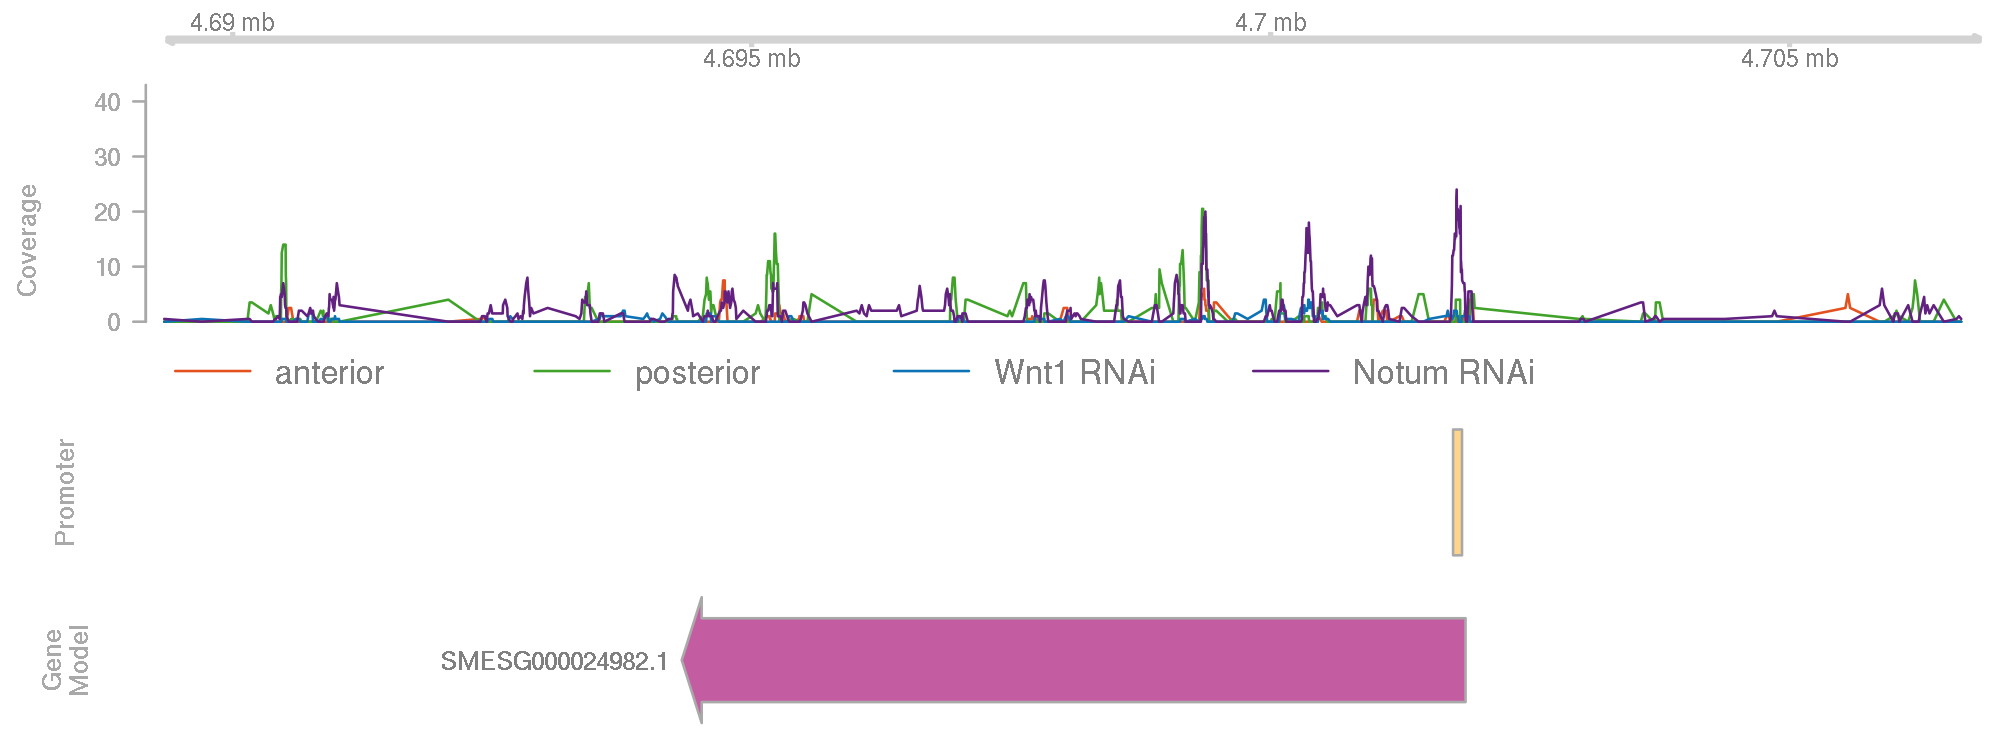 4.69 mb
4.7 mb
4.695 mb
4.705 mb
Coverage
40
30
20
10
0
anterior
posterior
Wnt1 RNAi
Notum RNAi
Promoter
Gene
Model
SMESG000024982.1